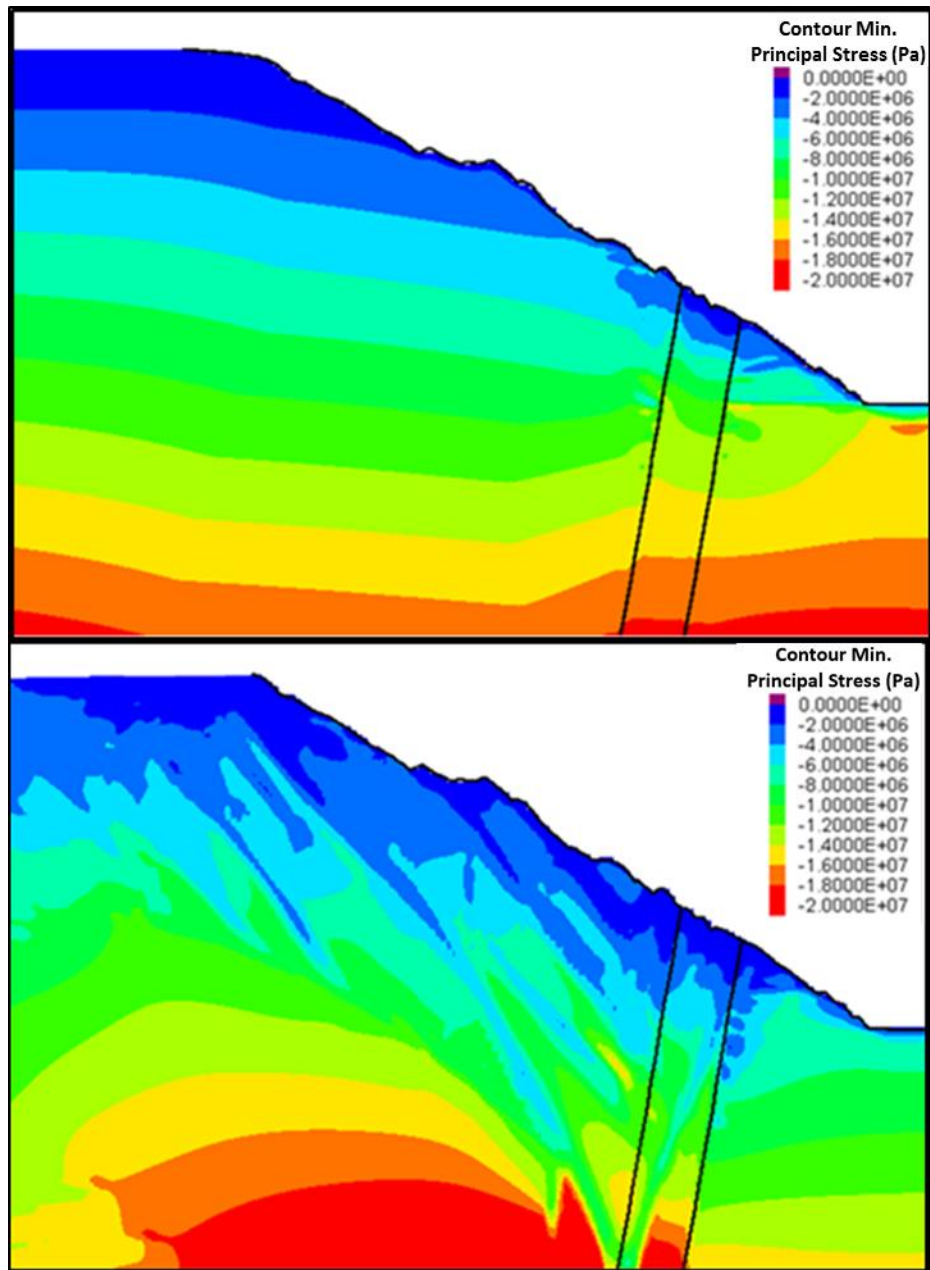 Contour Min.
Principal Stress (Pa)
0.0000E+00
-2.0000E+06
-4.0000E+06
-6.0000E+06
-8.0000E+06
-1.0000E+07
-1.2000E+07
-1.4000E+07
-1.6000E+07
-1.8000E+07
-2.0000E+07
Contour Min.
Principal Stress (Pa)
0.0000E+00
-2.0000E+06
-4.0000E+06
-6.0000E+06
-8.0000E+06
-1.0000E+07
-1.2000E+07
-1.4000E+07
-1.6000E+07
-1.8000E+07
-2.0000E+07